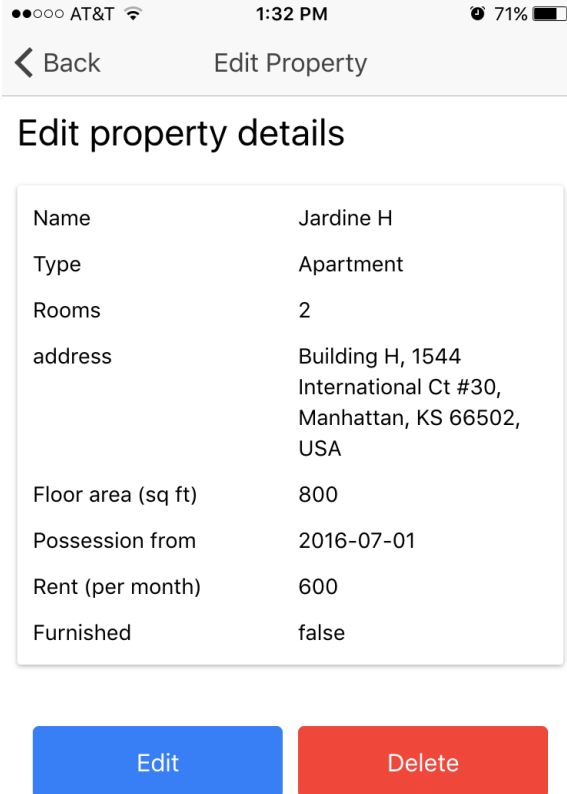 AT&T 1:32 PM 71%
Back Edit Property
Edit property details
Name Jardine H
Type Apartment
Rooms 2
address Building H, 1544
International Ct #30,
Manhattan, KS 66502,
USA
Floor area (sq ft) 800
Possession from 2016-07-01
Rent (per month) 600
Furnished false
Edit Delete